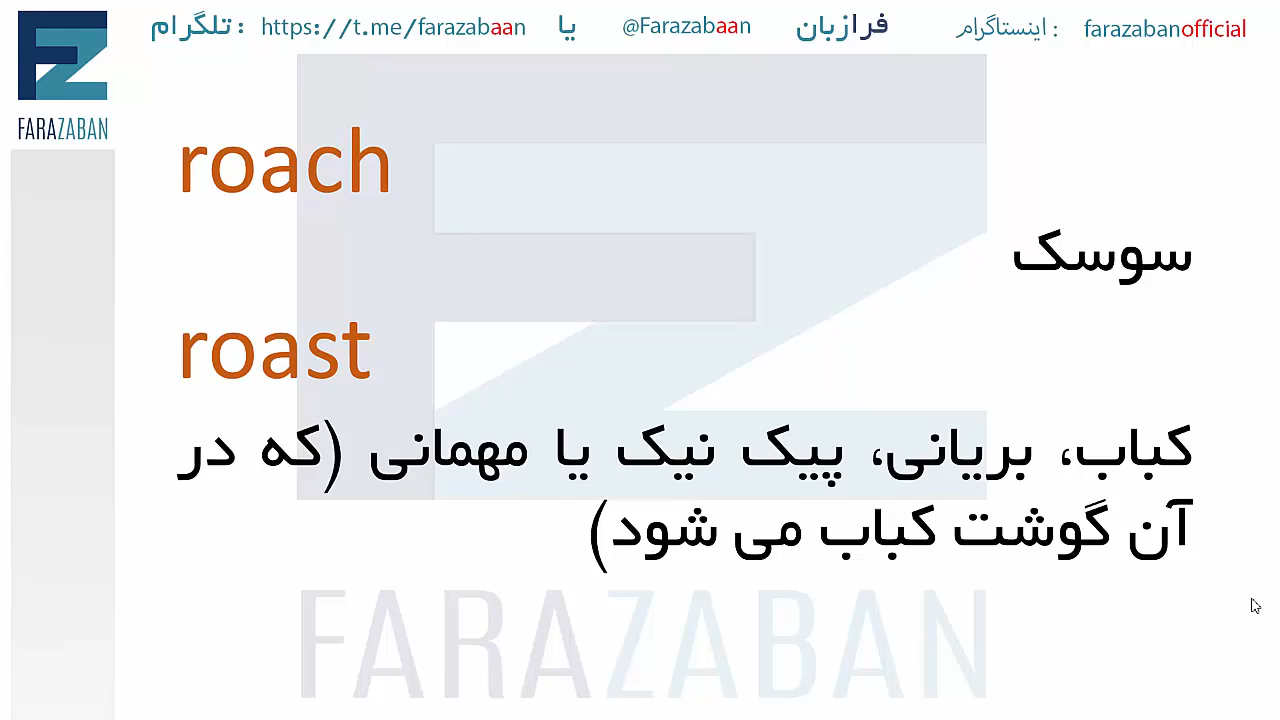 تلگرام : https://t.me/farazabaan یا @Farazabaan فرازبان اینستاگرام : farazabanofficial
FARAZABAN
roach
سوسک
roast
کباب، بریانی، پیک نیک یا مهمانی (که در
آن گوشت کباب می شود)
FARAZABAN